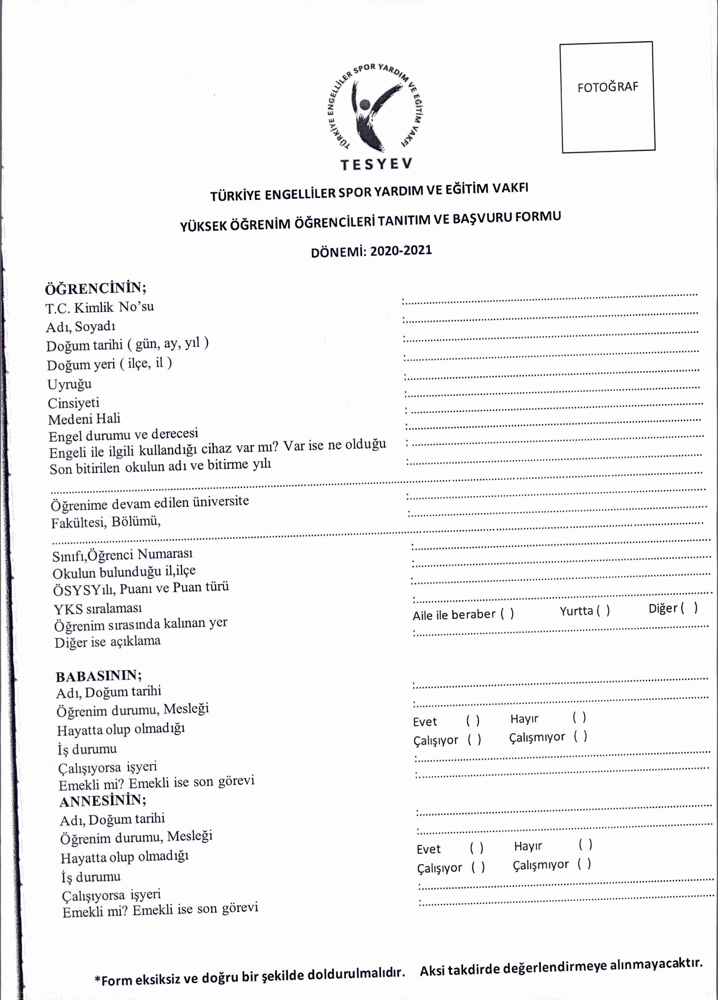 FOTOĞRAF
TÜRKİYE ENGELLİLER SPOR YARDIM VE EĞİTİM VAKFI
TESYEV
TÜRKİYE ENGELLİLER SPOR YARDIM VE EĞİTİM VAKFI
YÜKSEK ÖĞRENİM ÖĞRENCİLERİ TANITIM VE BAŞVURU FORMU
DÖNEMİ: 2020-2021
ÖĞRENCİNİN;
T.C. Kimlik No’su :
Adı, Soyadı :
Doğum tarihi ( gün, ay, yıl ) :
Doğum yeri ( ilçe, il ) :
Uyruğu :
Cinsiyeti :
Medeni Hali :
Engel durumu ve derecesi :
Engeli ile ilgili kullandığı cihaz var mı? Var ise ne olduğu :
Son bitirilen okulun adı ve bitirme yılı :
Öğrenime devam edilen üniversite :
Fakültesi, Bölümü, :
Sınıfı,Öğrenci Numarası :
Okulun bulunduğu il,ilçe :
ÖSYSYılı, Puanı ve Puan türü :
YKS sıralaması :
Öğrenim sırasında kalınan yer Aile ile beraber ( ) Yurtta ( ) Diğer ( )
Diğer ise açıklama :
BABASININ;
Adı, Doğum tarihi :
Öğrenim durumu, Mesleği :
Hayatta olup olmadığı Evet ( ) Hayır ( )
İş durumu Çalışıyor ( ) Çalışmıyor ( )
Çalışıyorsa işyeri :
Emekli mi? Emekli ise son görevi :
ANNESİNİN;
Adı, Doğum tarihi :
Öğrenim durumu, Mesleği :
Hayatta olup olmadığı Evet ( ) Hayır ( )
İş durumu Çalışıyor ( ) Çalışmıyor ( )
Çalışıyorsa işyeri :
Emekli mi? Emekli ise son görevi :
*Form eksiksiz ve doğru bir şekilde doldurulmalıdır. Aksi takdirde değerlendirmeye alınmayacaktır.